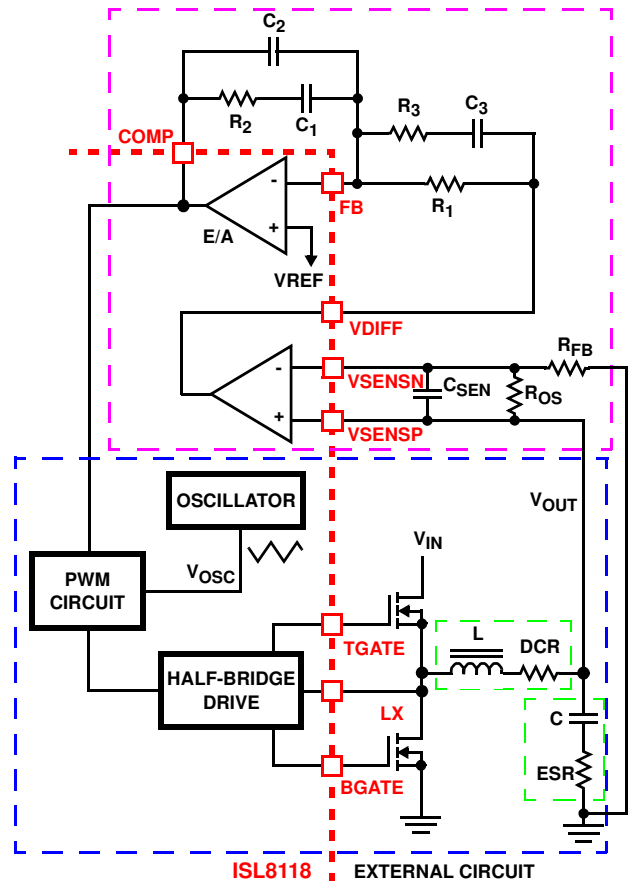 C2
R2
C1
R3
C3
COMP
-
+
E/A
FB
R1
VREF
VDIFF
RFB
-
+
VSENSN
CSEN
ROS
VSENSP
OSCILLATOR
VOUT
VIN
PWM
CIRCUIT
VOSC
TGATE
L
DCR
HALF-BRIDGE
DRIVE
LX
C
ESR
BGATE
ISL8118
EXTERNAL CIRCUIT